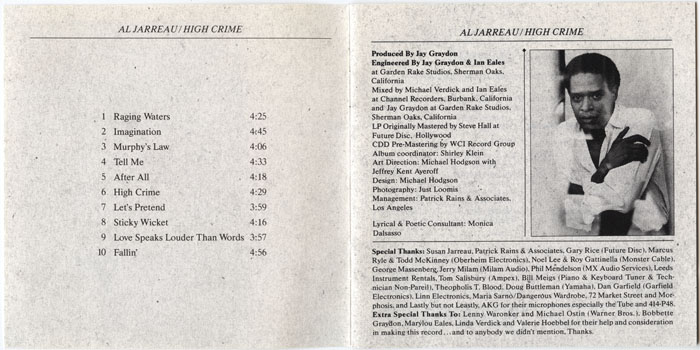 AL JARREAU/HIGH CRIME
1 Raging Waters 4:25
2 Imagination 4:45
3 Murphy's Law 4:06
4 Tell Me 4:33
5 After All 4:18
6 High Crime 4:29
7 Let's Pretend 3:59
8 Sticky Wicket 4:16
9 Love Speaks Louder Than Words 3:57
10 Fallin' 4:56
AL JARREAU/HIGH CRIME
Produced By Jay Graydon
Engineered By Jay Graydon & Ian Eales
at Garden Rake Studios, Sherman Oaks,
California
Mixed by Michael Verdick and Ian Eales
at Channel Recorders, Burbank, California
and Jay Graydon at Garden Rake Studios,
Sherman Oaks, California
LP Originally Mastered by Steve Hall at
Future Disc, Hollywood
CDD Pre-Mastering by WCI Record Group
Album coordinator: Shirley Klein
Art Direction: Michael Hodgson with
Jeffrey Kent Ayeroff
Design: Michael Hodgson
Photography: Just Loomis
Management: Patrick Rains & Associates,
Los Angeles
Lyrical & Poetic Consultant: Monica
Dalsasso
Special Thanks: Susan Jarreau, Patrick Rains & Associates, Gary Rice (Future Disc), Marcus
Ryle & Todd McKinney (Oberheim Electronics), Noel Lee & Roy Gattinella (Monster Cable),
George Massenberg, Jerry Milam (Milam Audio), Phil Mendelson (MX Audio Services), Leeds
Instrument Rentals, Tom Salisbury (Ampex), Bill Meigs (Piano & Keyboard Tuner & Tech-
nician Non-Pareil), Theopholis T. Blood, Doug Buttleman (Yamaha), Dan Garfield (Garfield
Electronics), Linn Electronics, Maria Sarno/Dangerous Wardrobe, 72 Market Street and Mor-
phosis, and Lastly but not Leastly, AKG for their microphones especially the Tube and 414-P48.
Extra Special Thanks To: Lenny Waronker and Michael Ostin (Warner Bros.), Bobbette
Graydon, Marylou Eales, Linda Verdick and Valerie Hoebbel for their help and consideration
in making this record...and to anybody we didn't mention, Thanks.